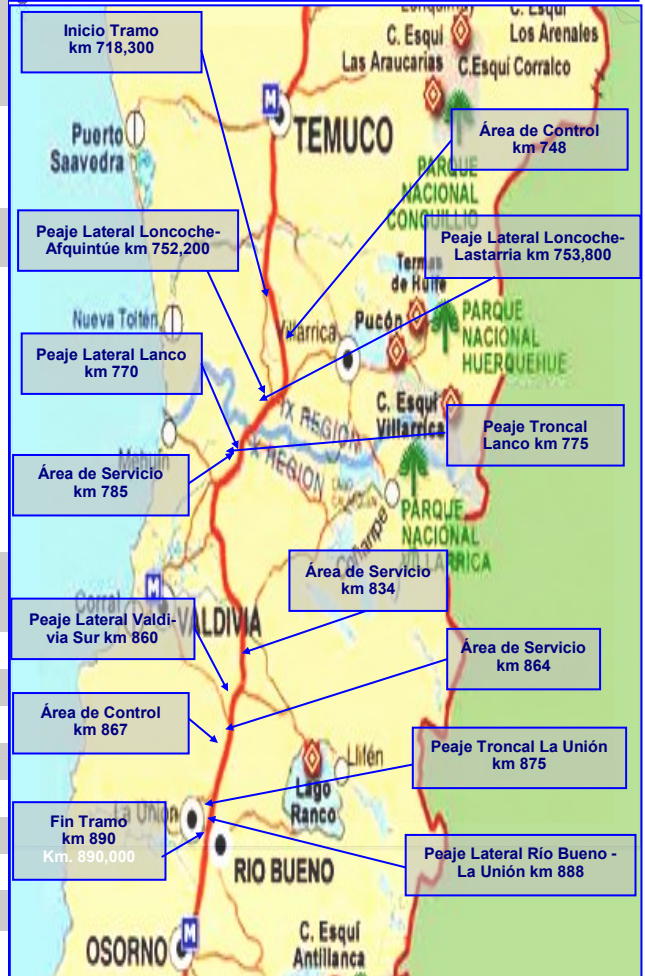 Lonquimay
C. Esquí
Los Arenales
C. Esquí
Las Araucarias
C.Esquí Corralco
Inicio Tramo
km 718,300
TEMUCO
Puerto
Saavedra
Área de Control
km 748
PARQUE
NACIONAL
CONGUILLIO
Peaje Lateral Loncoche-
Afquintúe km 752,200
Peaje Lateral Loncoche-
Lastarria km 753,800
Termas
de Huife
Nueva Toltén
Villarrica
Pucón
PARQUE
NACIONAL
HUERQUEHUE
Peaje Lateral Lanco
km 770
C. Esquí
Villarrica
IX REGION
X REGION
Peaje Troncal
Lanco km 775
Mehuín
Área de Servicio
km 785
LAGO
CALAFQUEN
PARQUE
NACIONAL
VILLARRICA
Coñaripe
Área de Servicio
km 834
Corral
VALDIVIA
Peaje Lateral Valdi-
via Sur km 860
Área de Servicio
km 864
Área de Control
km 867
Peaje Troncal La Unión
km 875
Llifén
Lago
Ranco
La Unión
Fin Tramo
km 890
Km. 890,000
RIO BUENO
Peaje Lateral Río Bueno -
La Unión km 888
OSORNO
C. Esquí
Antillanca
M
M
M